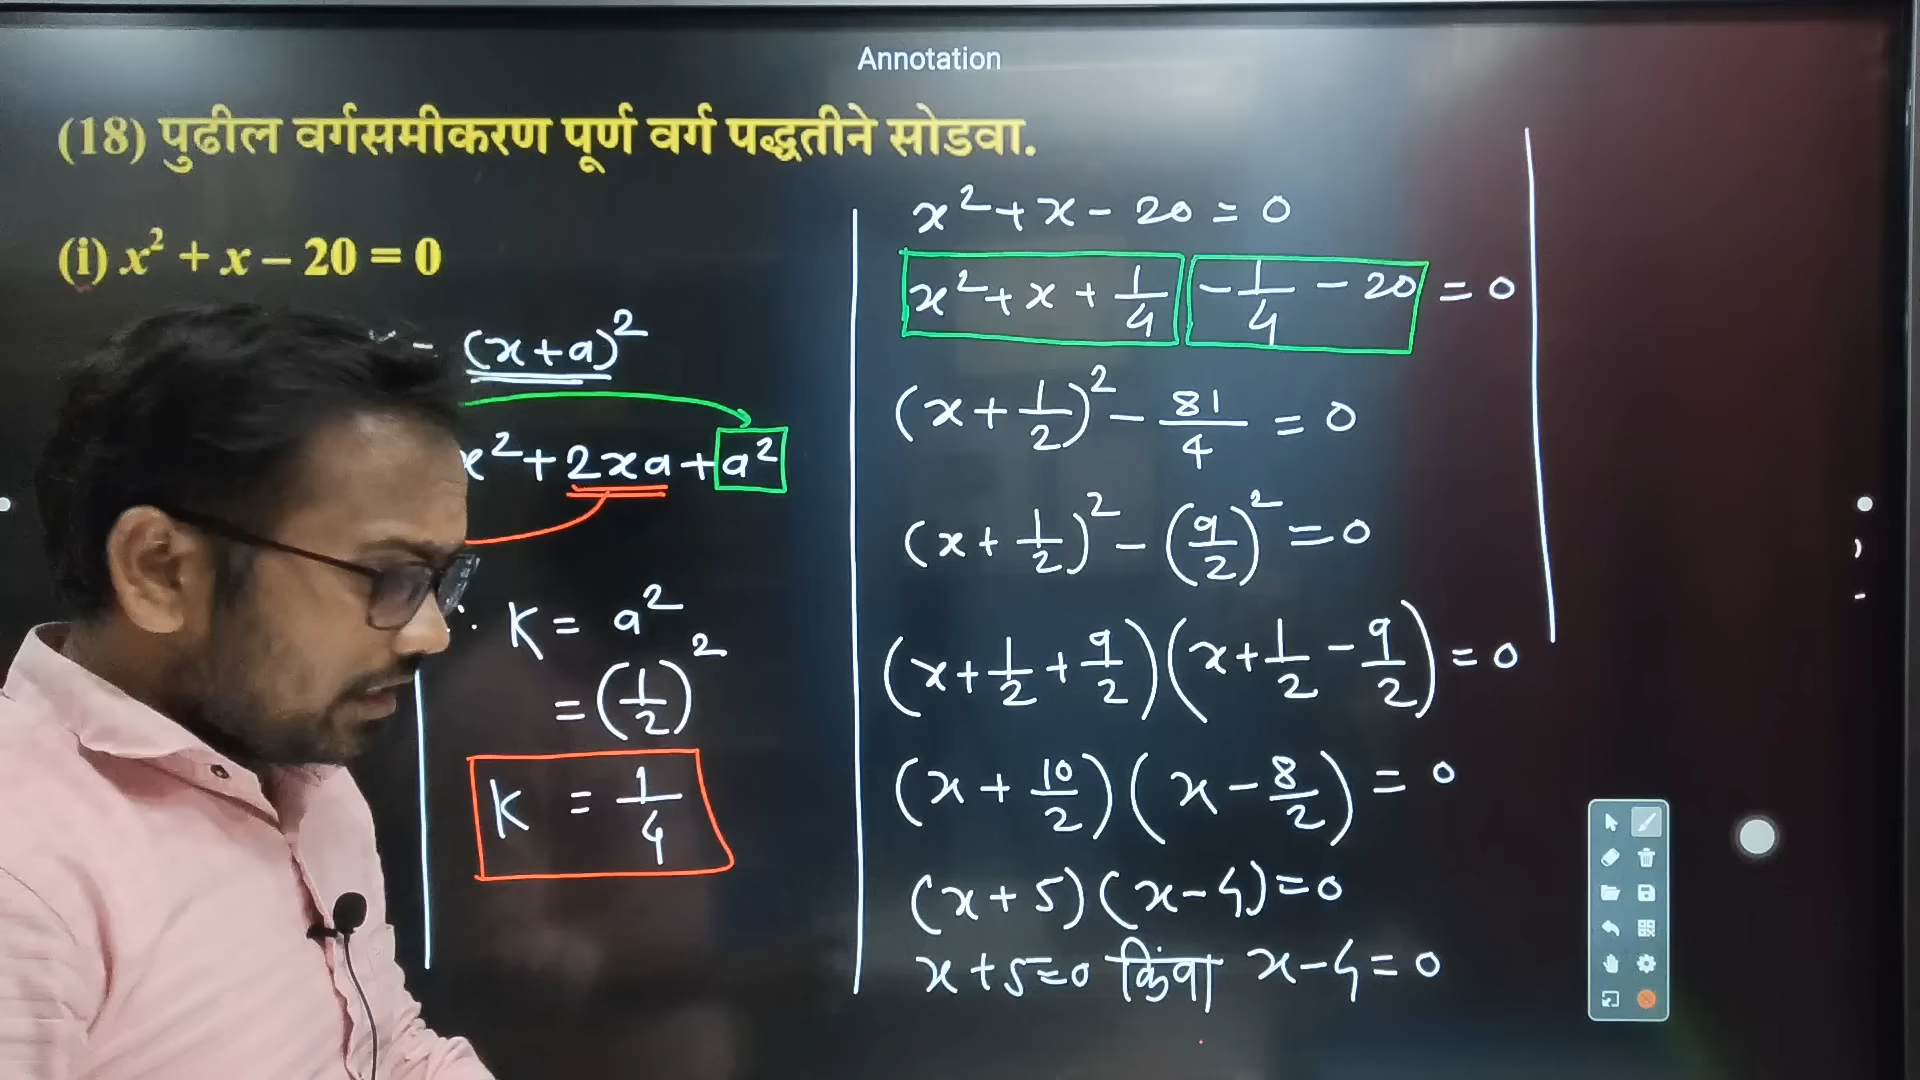 Annotation
(18) पुढील वर्गसमीकरण पूर्ण वर्ग पद्धतीने सोडवा.
(i) x² + x – 20 = 0
(x+a)²
x²+2xa+a²
K = a²
= (1/2)²
K = 1/4
x²+x-20=0
x²+x+1/4 -1/4-20 = 0
(x+1/2)² - 81/4 = 0
(x+1/2)² - (9/2)² = 0
(x+1/2+9/2)(x+1/2-9/2) = 0
(x+10/2)(x-8/2) = 0
(x+5)(x-4)=0
x+5=0 किंवा x-4=0